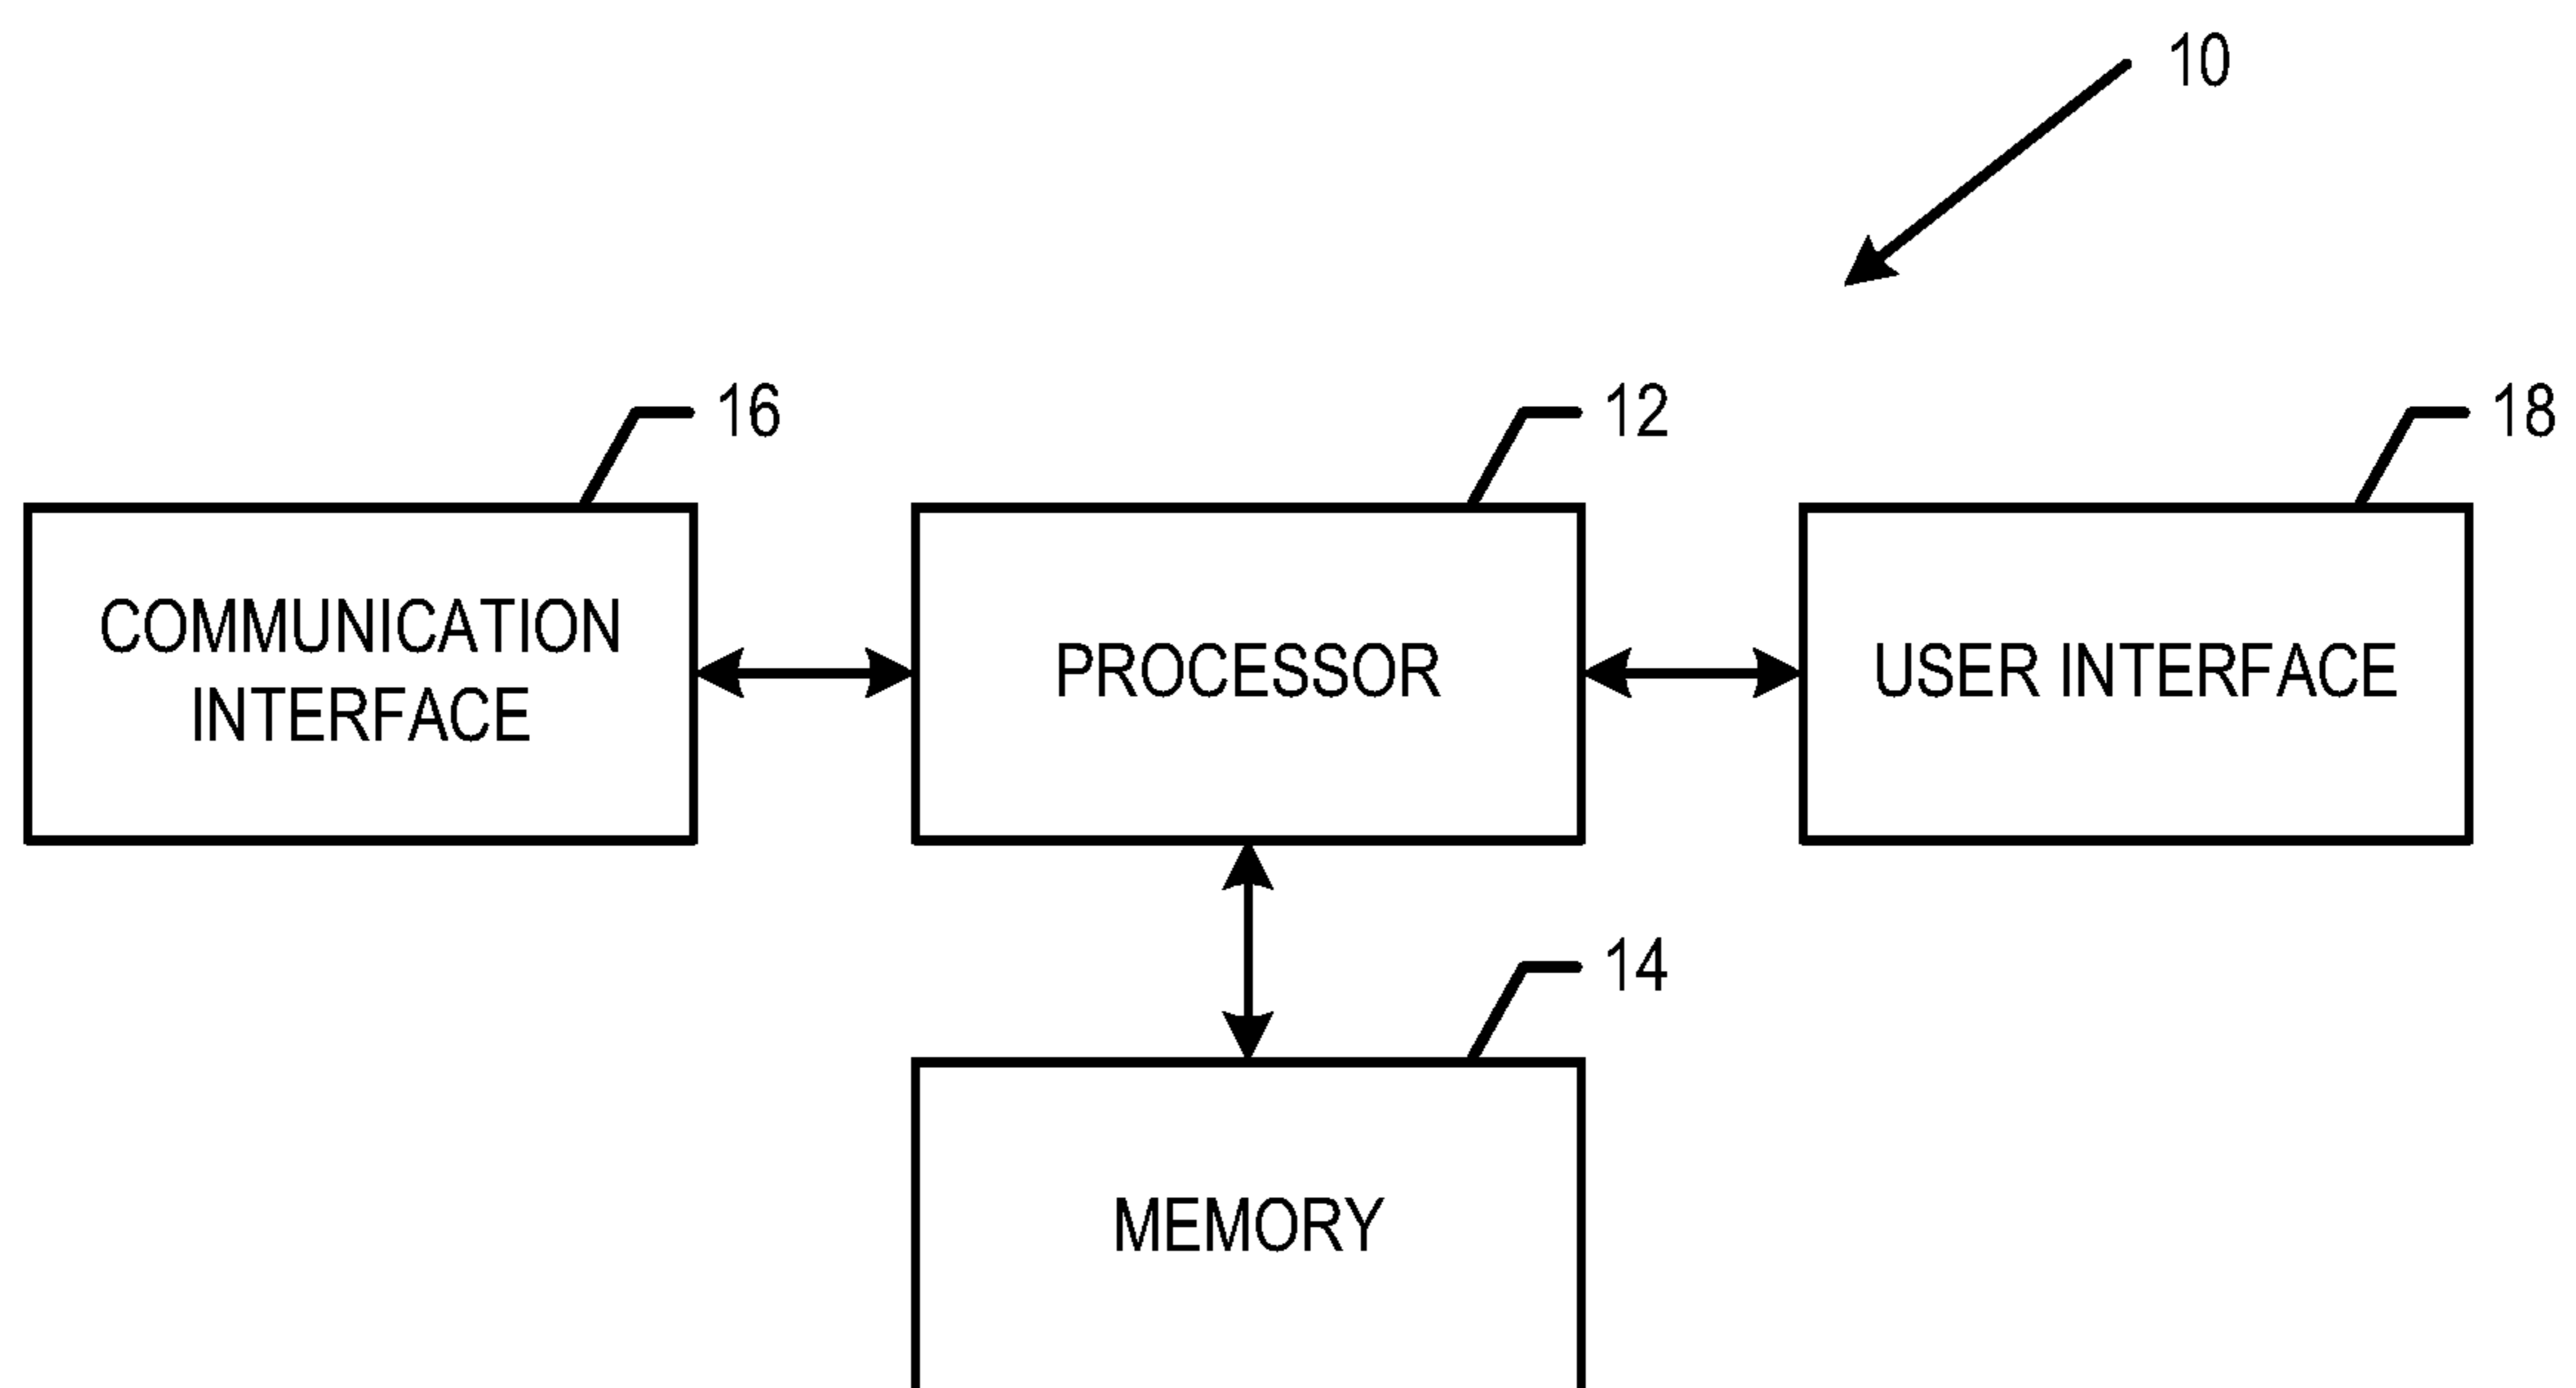 10
16
12
18
COMMUNICATION
INTERFACE
PROCESSOR
USER INTERFACE
14
MEMORY